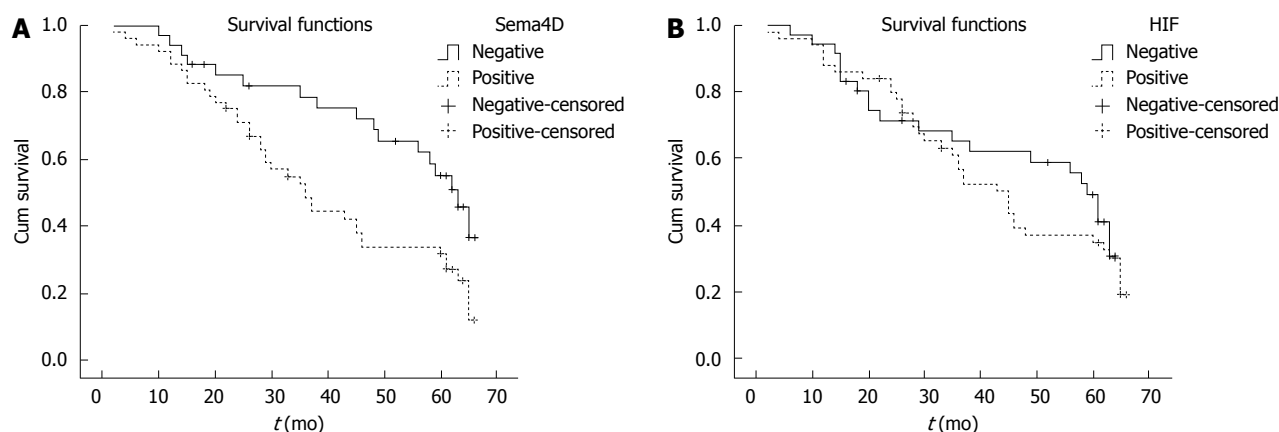 A
Survival functions
Sema4D
Negative
Positive
Negative-censored
Positive-censored
1.0
0.8
0.6
0.4
0.2
0.0
Cum survival
0 10 20 30 40 50 60 70
t (mo)
B
Survival functions
HIF
Negative
Positive
Negative-censored
Positive-censored
1.0
0.8
0.6
0.4
0.2
0.0
Cum survival
0 10 20 30 40 50 60 70
t (mo)